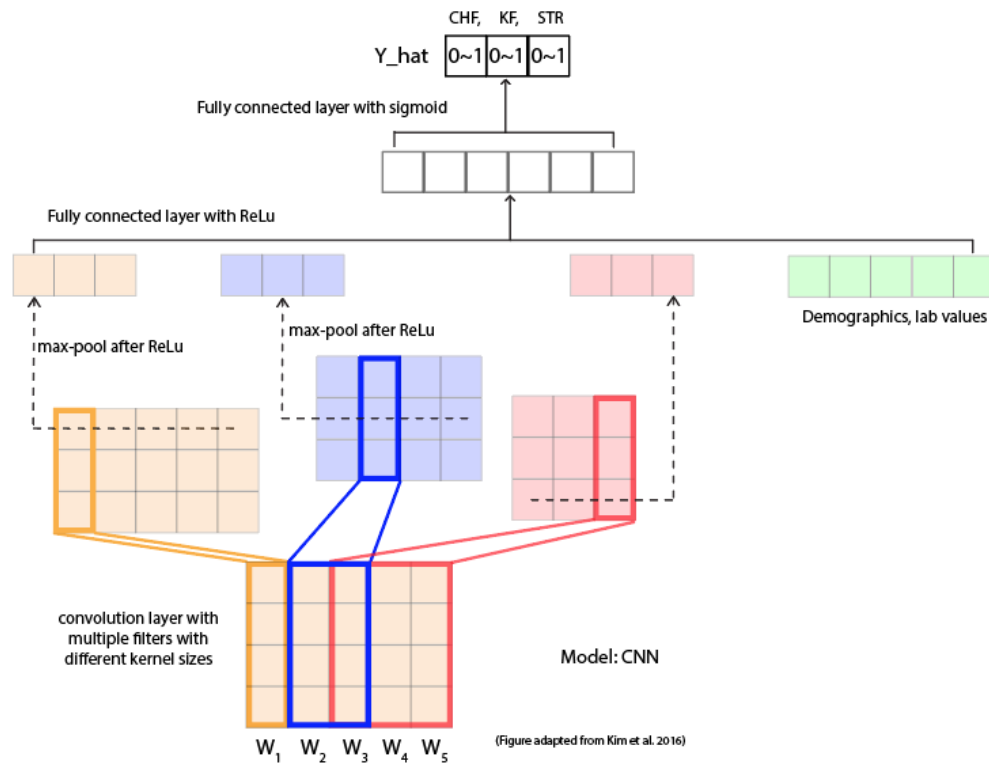 CHF, KF, STR
Y_hat 0~1 0~1 0~1
Fully connected layer with sigmoid
Fully connected layer with ReLu
Demographics, lab values
max-pool after ReLu
max-pool after ReLu
convolution layer with
multiple filters with
different kernel sizes
Model: CNN
W₁ W₂ W₃ W₄ W₅
(Figure adapted from Kim et al. 2016)